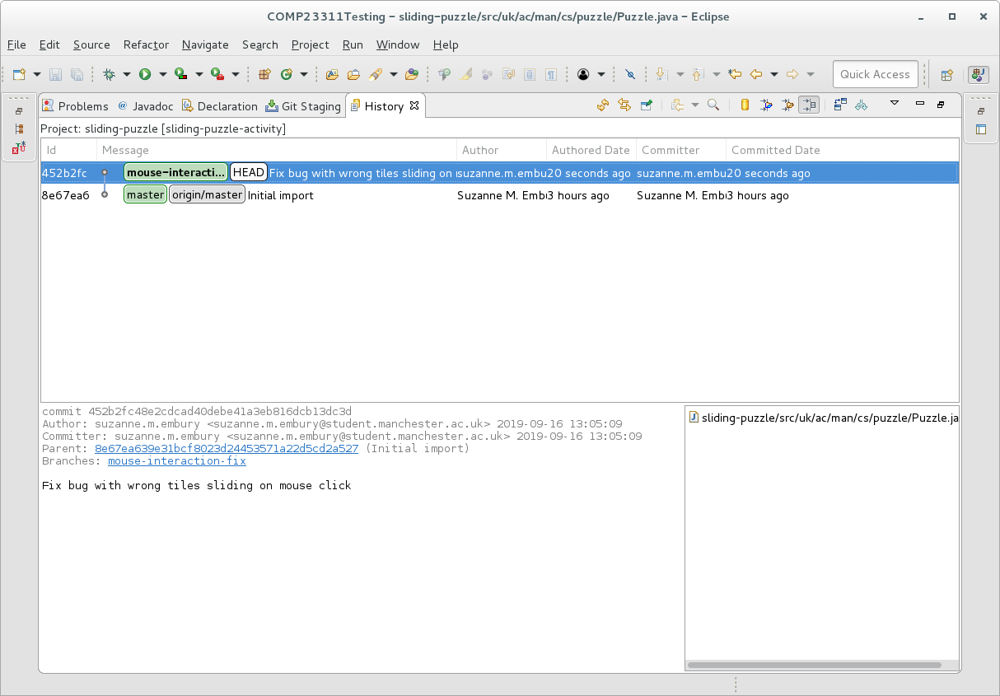 COMP23311Testing - sliding-puzzle/src/uk/ac/man/cs/puzzle/Puzzle.java - Eclipse
File Edit Source Refactor Navigate Search Project Run Window Help
Quick Access
Problems @ Javadoc Declaration Git Staging History
Project: sliding-puzzle [sliding-puzzle-activity]
Id Message Author Authored Date Committer Committed Date
452b2fc mouse-interacti... HEAD Fix bug with wrong tiles sliding on suzanne.m.embu 20 seconds ago suzanne.m.embu 20 seconds ago
8e67ea6 master origin/master Initial import Suzanne M. Emb 3 hours ago Suzanne M. Emb 3 hours ago
commit 452b2fc48e2cdcad40debe41a3eb816dcb13dc3d
Author: suzanne.m.embury <suzanne.m.embury@student.manchester.ac.uk> 2019-09-16 13:05:09
Committer: suzanne.m.embury <suzanne.m.embury@student.manchester.ac.uk> 2019-09-16 13:05:09
Parent: 8e67ea639e31bcf8023d24453571a22d5cd2a527 (Initial import)
Branches: mouse-interaction-fix
Fix bug with wrong tiles sliding on mouse click
sliding-puzzle/src/uk/ac/man/cs/puzzle/Puzzle.ja